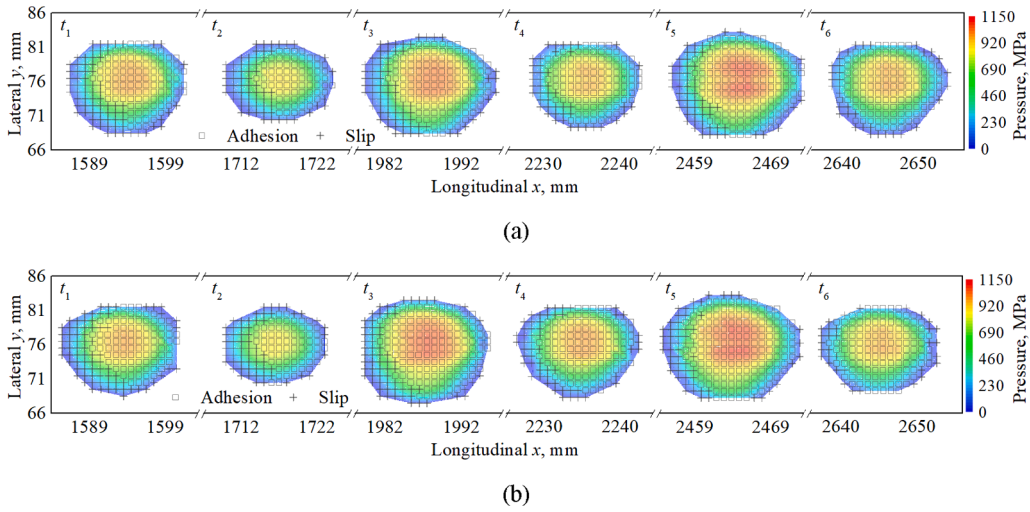 86
81
76
71
66
Lateral y, mm
t1
t2
t3
t4
t5
t6
□ Adhesion + Slip
1589 1599 1712 1722 1982 1992 2230 2240 2459 2469 2640 2650
Longitudinal x, mm
1150
920
690
460
230
0
Pressure, MPa
(a)
86
81
76
71
66
Lateral y, mm
t1
t2
t3
t4
t5
t6
□ Adhesion + Slip
1589 1599 1712 1722 1982 1992 2230 2240 2459 2469 2640 2650
Longitudinal x, mm
1150
920
690
460
230
0
Pressure, MPa
(b)